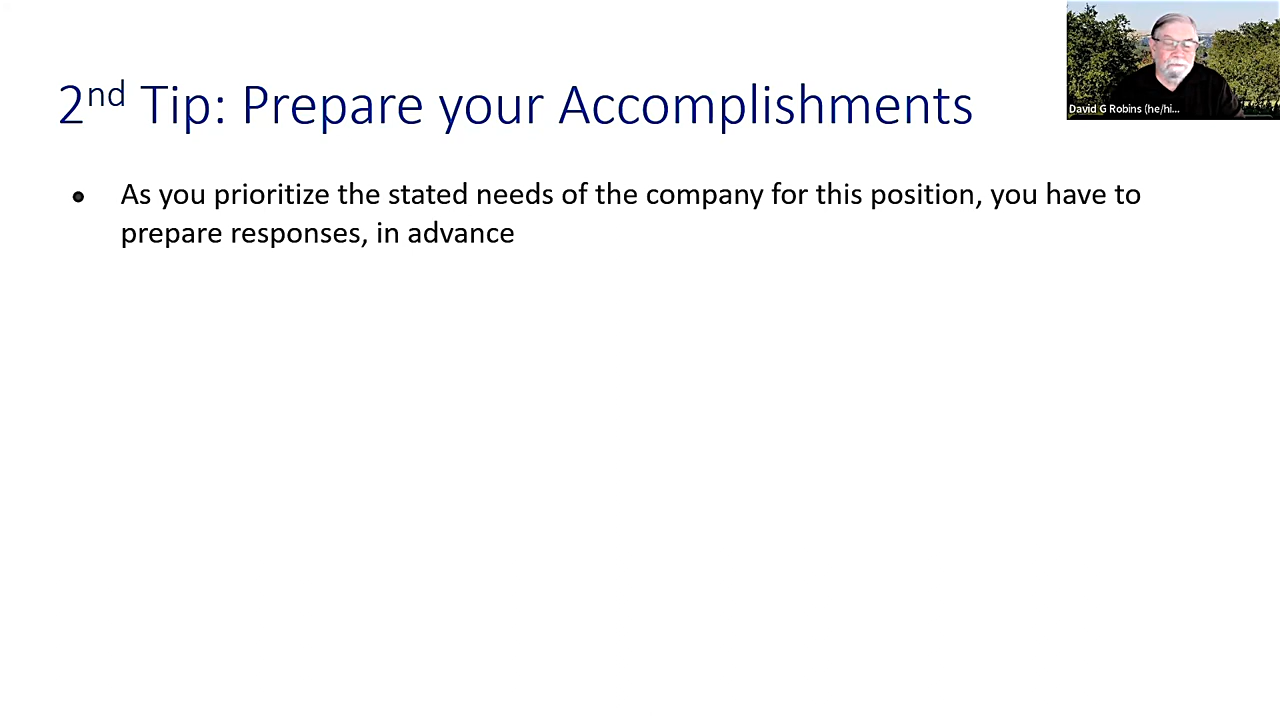 2nd Tip: Prepare your Accomplishments
David G Robins (he/hi...
• As you prioritize the stated needs of the company for this position, you have to
prepare responses, in advance